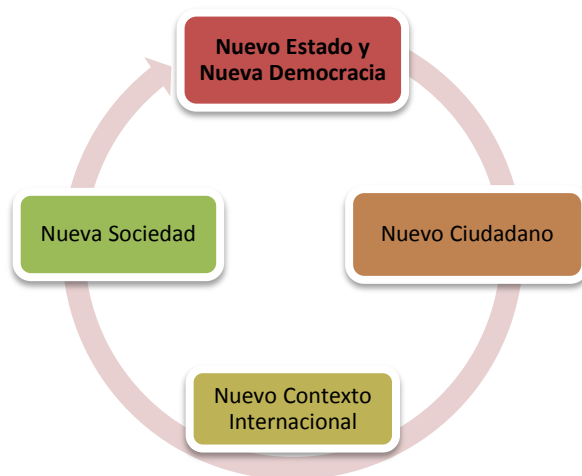 Nuevo Estado y
Nueva Democracia
Nueva Sociedad
Nuevo Ciudadano
Nuevo Contexto
Internacional